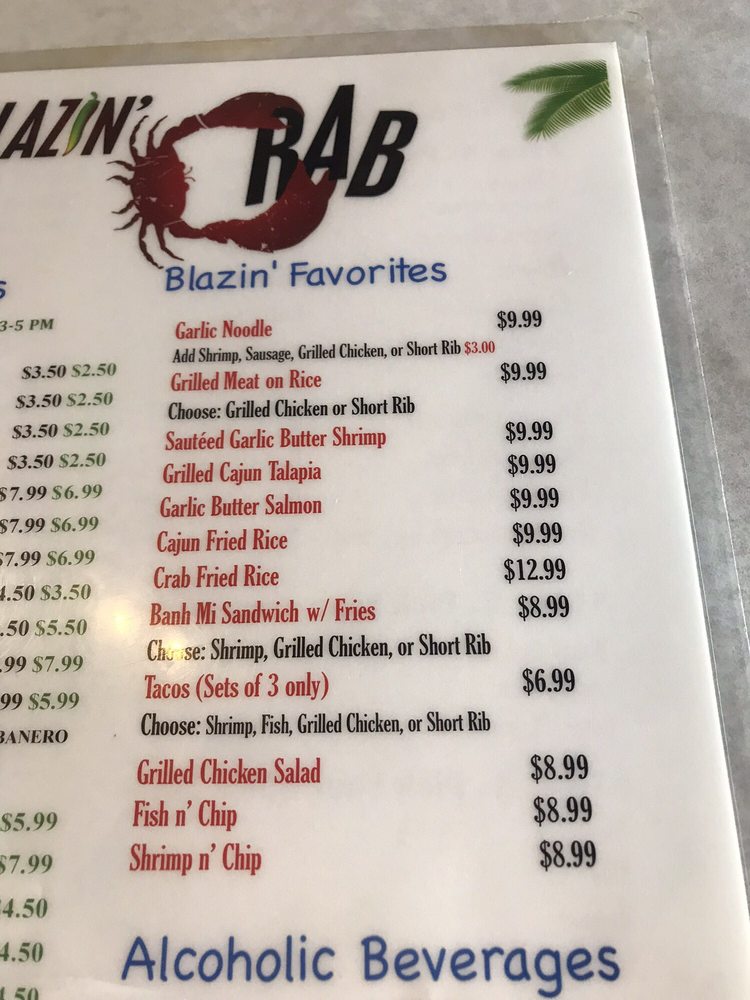 LAZIN' CRAB
Blazin' Favorites
Garlic Noodle $9.99
Add Shrimp, Sausage, Grilled Chicken, or Short Rib $3.00
Grilled Meat on Rice $9.99
Choose: Grilled Chicken or Short Rib
Sautéed Garlic Butter Shrimp $9.99
Grilled Cajun Talapia $9.99
Garlic Butter Salmon $9.99
Cajun Fried Rice $9.99
Crab Fried Rice $12.99
Banh Mi Sandwich w/ Fries $8.99
Choose: Shrimp, Grilled Chicken, or Short Rib
Tacos (Sets of 3 only) $6.99
Choose: Shrimp, Fish, Grilled Chicken, or Short Rib
Grilled Chicken Salad $8.99
Fish n' Chip $8.99
Shrimp n' Chip $8.99
Alcoholic Beverages
s
3-5 PM
$3.50 $2.50
$3.50 $2.50
$3.50 $2.50
$3.50 $2.50
$7.99 $6.99
$7.99 $6.99
$7.99 $6.99
4.50 $3.50
.50 $5.50
.99 $7.99
99 $5.99
BANERO
$5.99
$7.99
4.50
4.50
4.50